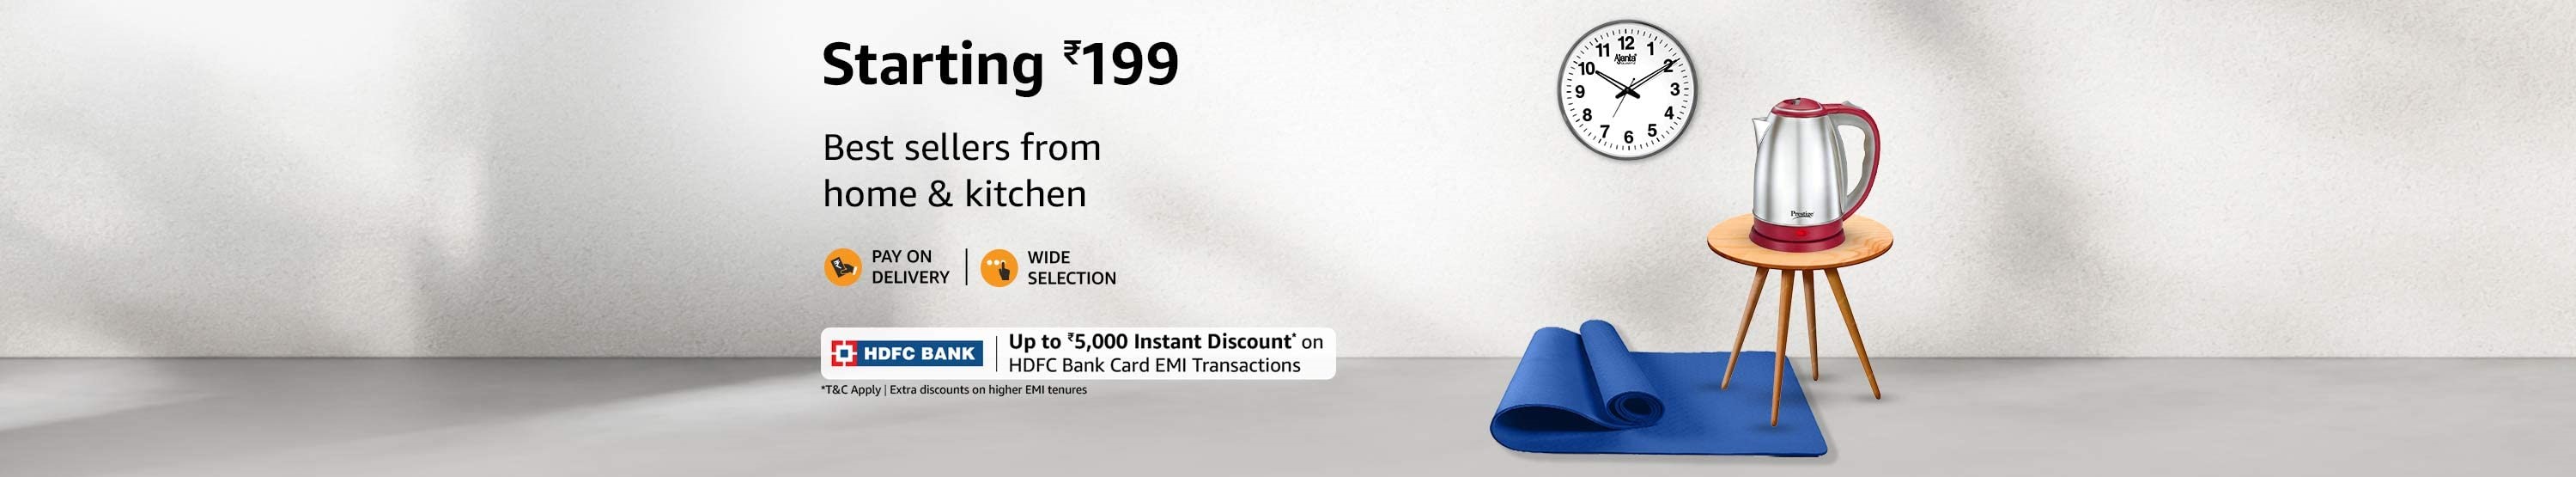 Starting ₹199
Best sellers from
home & kitchen
PAY ON
DELIVERY
WIDE
SELECTION
HDFC BANK
Up to ₹5,000 Instant Discount* on
HDFC Bank Card EMI Transactions
*T&C Apply | Extra discounts on higher EMI tenures
11 12 1
Ajanta
QUARTZ
10 2
9 3
8 4
7 6 5
Prestige